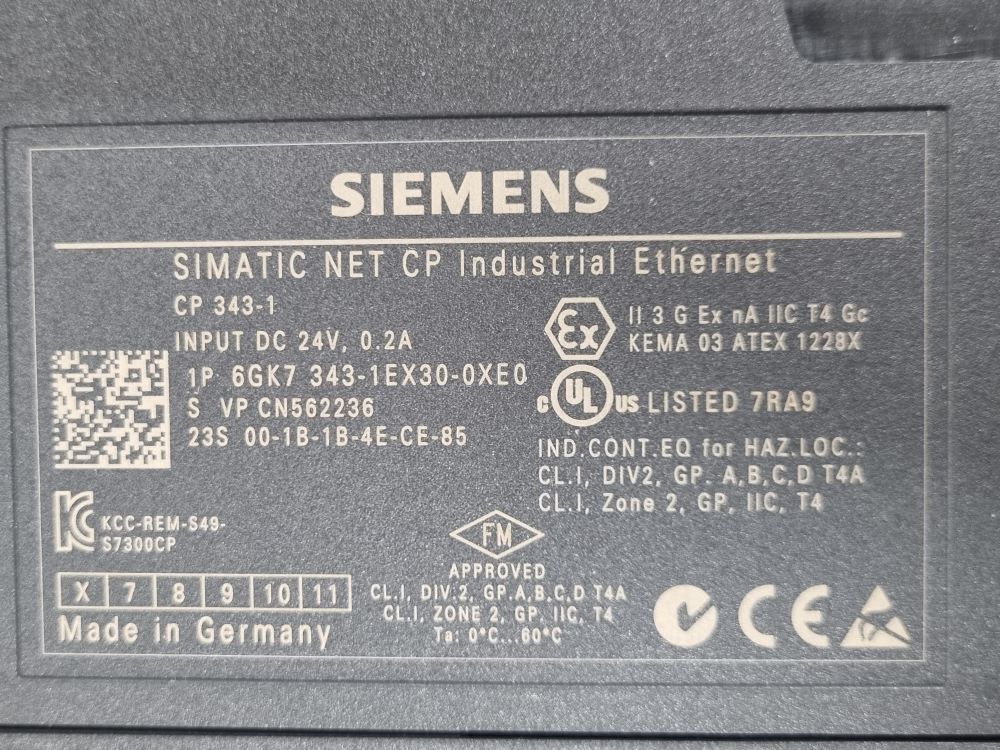 SIEMENS
SIMATIC NET CP Industrial Ethernet
CP 343-1
INPUT DC 24V, 0.2A
1P 6GK7 343-1EX30-0XE0
S VP CN562236
23S 00-1B-1B-4E-CE-85
Ex
II 3 G Ex nA IIC T4 Gc
KEMA 03 ATEX 1228X
c UL US LISTED 7RA9
IND.CONT.EQ for HAZ.LOC.:
CL.I, DIV2, GP. A,B,C,D T4A
CL.I, Zone 2, GP, IIC, T4
KCC-REM-S49-
S7300CP
FM
APPROVED
CL.I, DIV.2, GP.A,B,C,D T4A
CL.I, ZONE 2, GP, IIC, T4
Ta: 0°C...60°C
X 7 8 9 10 11
Made in Germany
CE